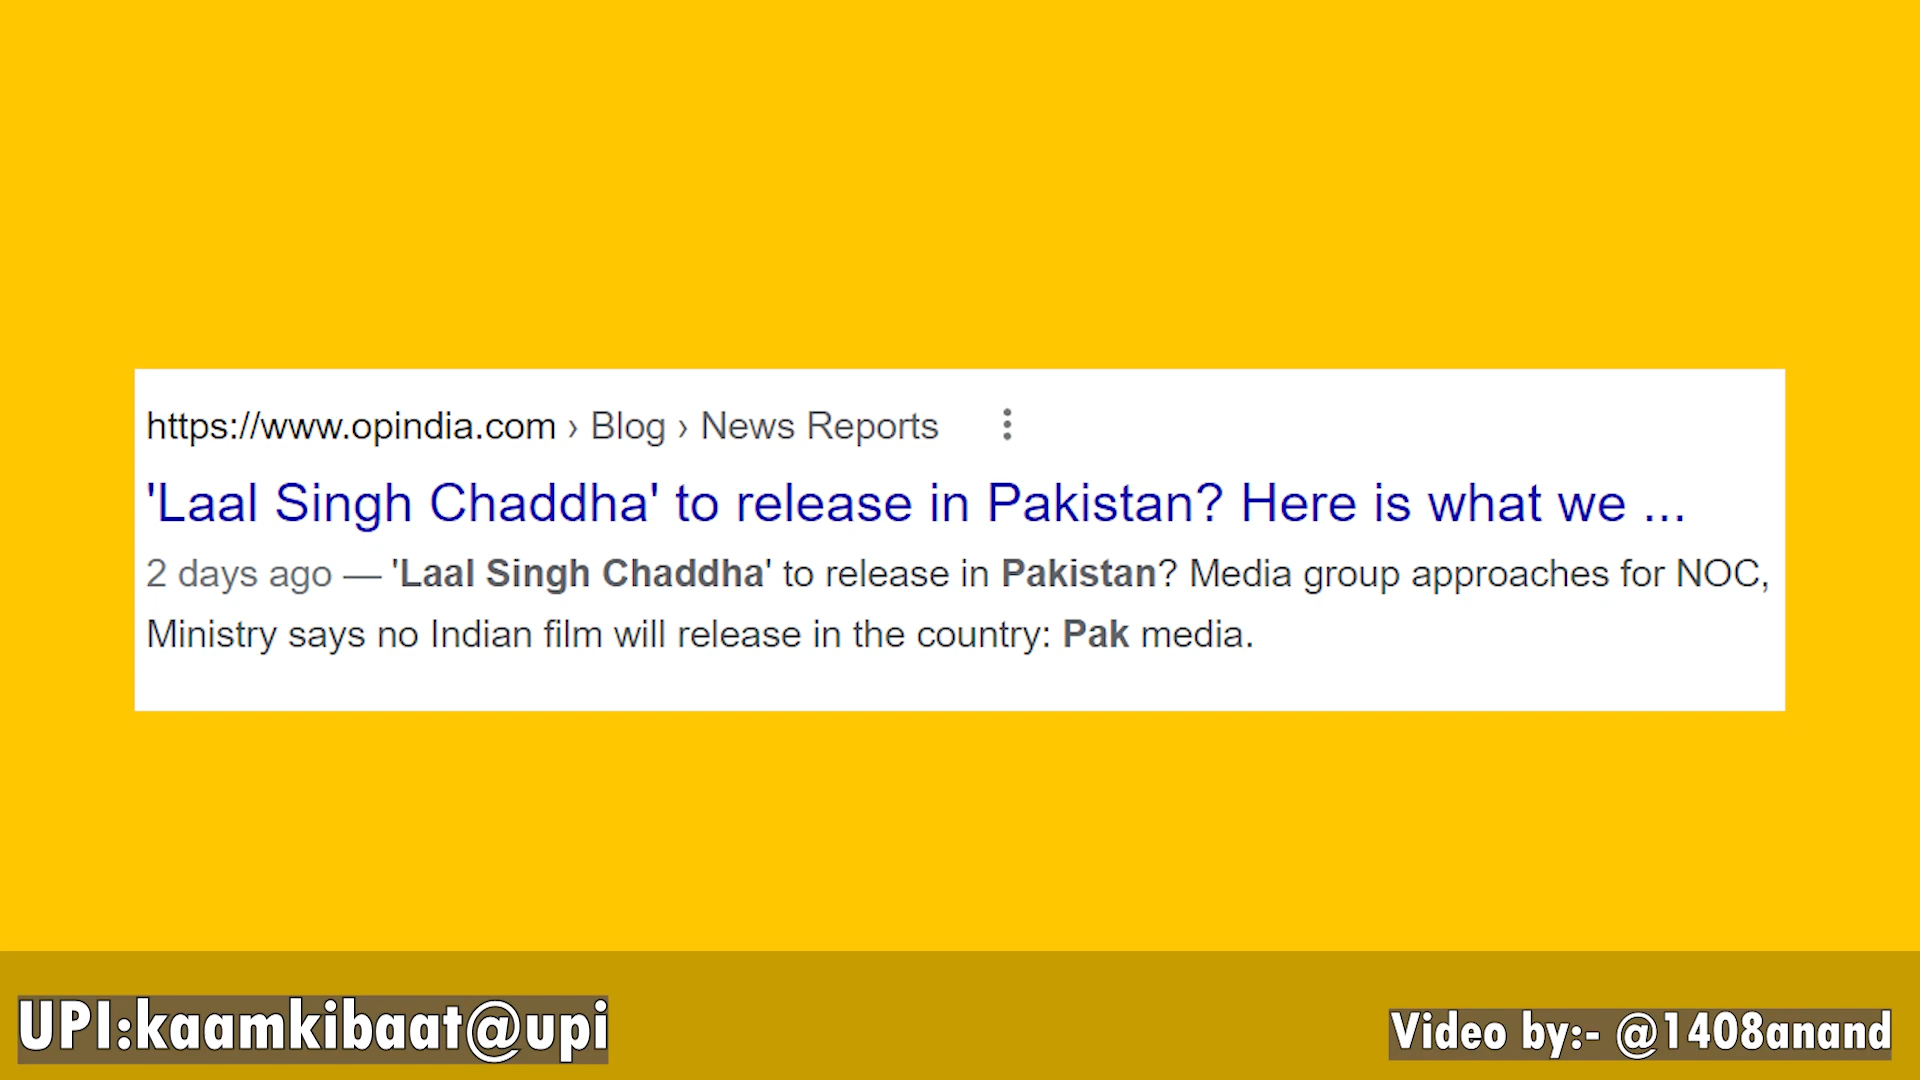 https://www.opindia.com › Blog › News Reports
'Laal Singh Chaddha' to release in Pakistan? Here is what we ...
2 days ago — 'Laal Singh Chaddha' to release in Pakistan? Media group approaches for NOC,
Ministry says no Indian film will release in the country: Pak media.
UPI:kaamkibaat@upi
Video by:- @1408anand